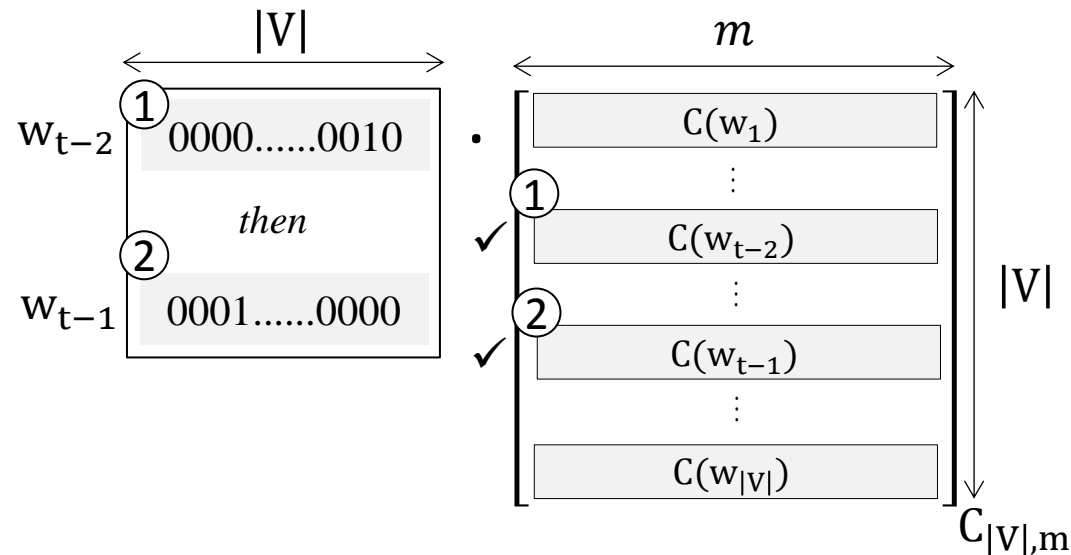 |V|
m
① w_{t-2} 0000......0010
·
C(w_1)
⋮
① ✓ C(w_{t-2})
then
⋮
|V|
② w_{t-1} 0001......0000
② ✓ C(w_{t-1})
⋮
C(w_{|V|})
C_{|V|,m}